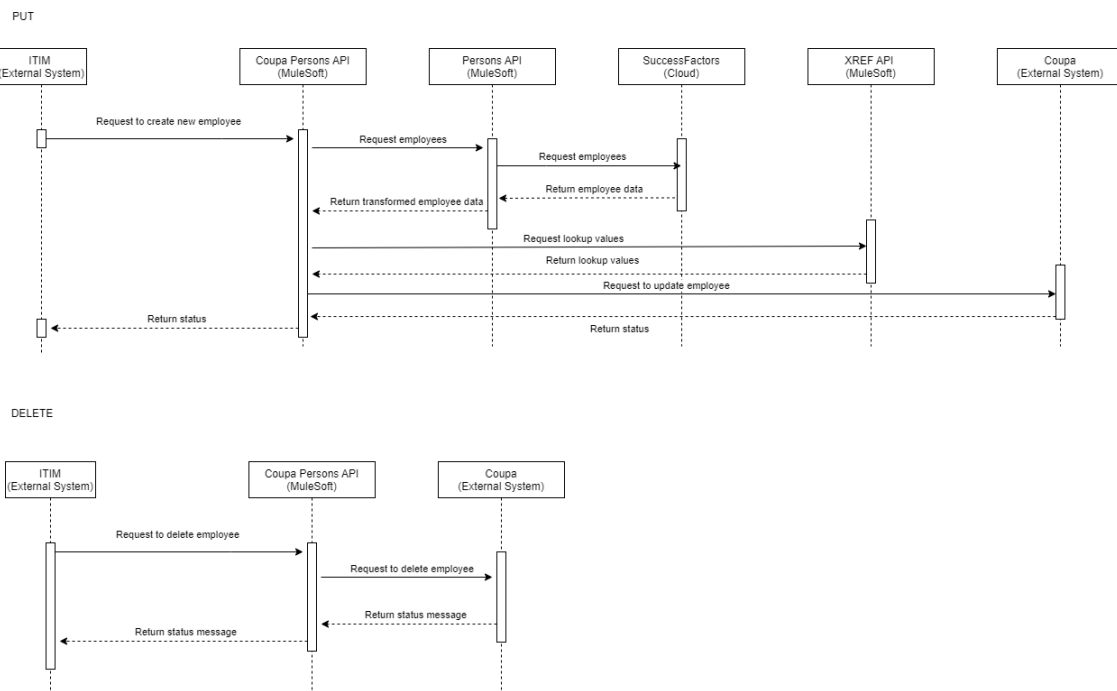 PUT
ITIM
(External System)
Coupa Persons API
(MuleSoft)
Persons API
(MuleSoft)
SuccessFactors
(Cloud)
XREF API
(MuleSoft)
Coupa
(External System)
Request to create new employee
Request employees
Request employees
Return employee data
Return transformed employee data
Request lookup values
Return lookup values
Request to update employee
Return status
Return status
DELETE
ITIM
(External System)
Coupa Persons API
(MuleSoft)
Coupa
(External System)
Request to delete employee
Request to delete employee
Return status message
Return status message